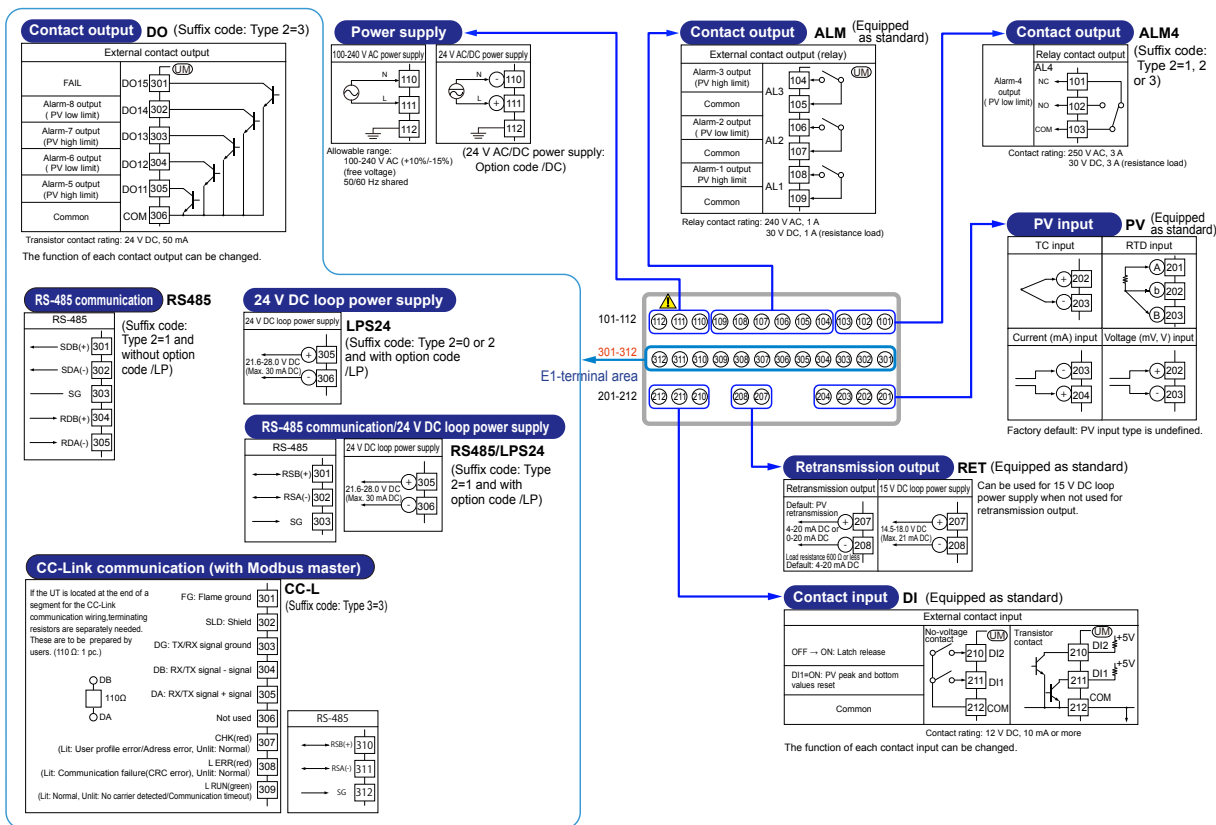 Contact output DO (Suffix code: Type 2=3)
External contact output
UM
FAIL DO15 301
Alarm-8 output
( PV low limit) DO14 302
Alarm-7 output
(PV high limit) DO13 303
Alarm-6 output
( PV low limit) DO12 304
Alarm-5 output
(PV high limit) DO11 305
Common COM 306
Transistor contact rating: 24 V DC, 50 mA
The function of each contact output can be changed.
Power supply
100-240 V AC power supply 24 V AC/DC power supply
N 110 N - 110
L 111 L + 111
112 112
Allowable range:
100-240 V AC (+10%/-15%)
(free voltage)
50/60 Hz shared
(24 V AC/DC power supply:
Option code /DC)
Contact output ALM (Equipped
as standard)
External contact output (relay)
UM
Alarm-3 output
(PV high limit) 104
AL3
Common 105
Alarm-2 output
( PV low limit) 106
AL2
Common 107
Alarm-1 output
PV high limit 108
AL1
Common 109
Relay contact rating: 240 V AC, 1 A
30 V DC, 1 A (resistance load)
Contact output ALM4
(Suffix code:
Type 2=1, 2
or 3)
Relay contact output
AL4
Alarm-4
output
( PV low limit)
NC 101
NO 102
COM 103
Contact rating: 250 V AC, 3 A
30 V DC, 3 A (resistance load)
PV input PV (Equipped
as standard)
TC input RTD input
+ 202
- 203
A 201
b 202
B 203
Current (mA) input Voltage (mV, V) input
- 203 + 202
+ 204 - 203
Factory default: PV input type is undefined.
101-112 112 111 110 109 108 107 106 105 104 103 102 101
301-312 312 311 310 309 308 307 306 305 304 303 302 301
E1-terminal area
201-212 212 211 210 208 207 204 203 202 201
RS-485 communication RS485
RS-485
SDB(+) 301
SDA(-) 302
SG 303
RDB(+) 304
RDA(-) 305
(Suffix code:
Type 2=1 and
without option
code /LP)
24 V DC loop power supply
24 V DC loop power supply LPS24
21.6-28.0 V DC
(Max. 30 mA DC)
+ 305
- 306
(Suffix code: Type 2=0 or 2
and with option code
/LP)
RS-485 communication/24 V DC loop power supply
RS-485 24 V DC loop power supply RS485/LPS24
RSB(+) 301
RSA(-) 302
SG 303
21.6-28.0 V DC
(Max. 30 mA DC)
+ 305
- 306
(Suffix code: Type
2=1 and with
option code /LP)
Retransmission output RET (Equipped as standard)
Retransmission output 15 V DC loop power supply
Default: PV
retransmission
4-20 mA DC or
0-20 mA DC
+ 207
- 208
Load resistance 600 Ω or less
Default: 4-20 mA DC
14.5-18.0 V DC
(Max. 21 mA DC)
+ 207
- 208
Can be used for 15 V DC loop
power supply when not used for
retransmission output.
CC-Link communication (with Modbus master)
CC-L
(Suffix code: Type 3=3)
If the UT is located at the end of a
segment for the CC-Link
communication wiring,terminating
resistors are separately needed.
These are to be prepared by
users. (110 Ω: 1 pc.)
DB
110Ω
DA
FG: Flame ground 301
SLD: Shield 302
DG: TX/RX signal ground 303
DB: RX/TX signal - signal 304
DA: RX/TX signal + signal 305
Not used 306
CHK(red)
(Lit: User profile error/Adress error, Unlit: Normal) 307
L ERR(red)
(Lit: Communication failure(CRC error), Unlit: Normal) 308
L RUN(green)
(Lit: Normal, Unlit: No carrier detected/Communication timeout) 309
RS-485
RSB(+) 310
RSA(-) 311
SG 312
Contact input DI (Equipped as standard)
External contact input
No-voltage
contact
UM
Transistor
contact
UM
OFF → ON: Latch release
210 DI2 210 DI2 +5V
DI1=ON: PV peak and bottom
values reset
211 DI1 211 DI1 +5V
Common 212 COM 212 COM
Contact rating: 12 V DC, 10 mA or more
The function of each contact input can be changed.